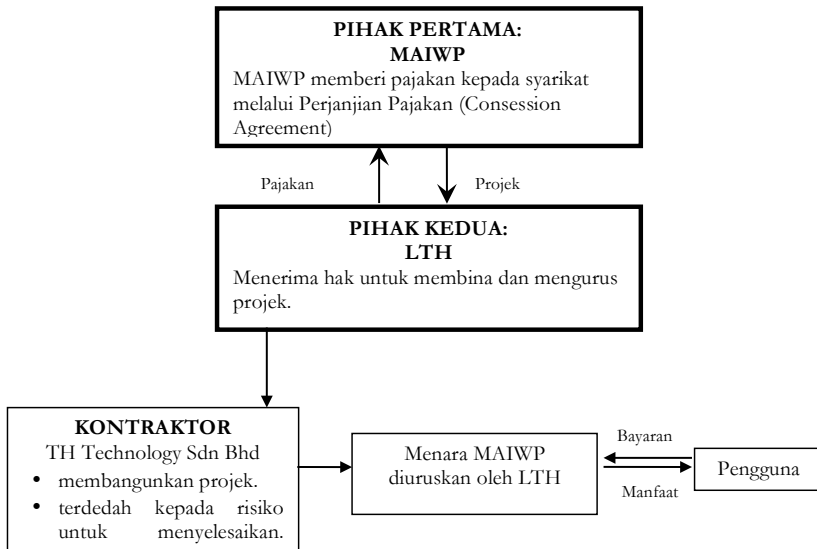 PIHAK PERTAMA:
MAIWP
MAIWP memberi pajakan kepada syarikat
melalui Perjanjian Pajakan (Consession
Agreement)
Pajakan
Projek
PIHAK KEDUA:
LTH
Menerima hak untuk membina dan mengurus
projek.
KONTRAKTOR
TH Technology Sdn Bhd
• membangunkan projek.
• terdedah kepada risiko
untuk menyelesaikan.
Menara MAIWP
diuruskan oleh LTH
Bayaran
Manfaat
Pengguna